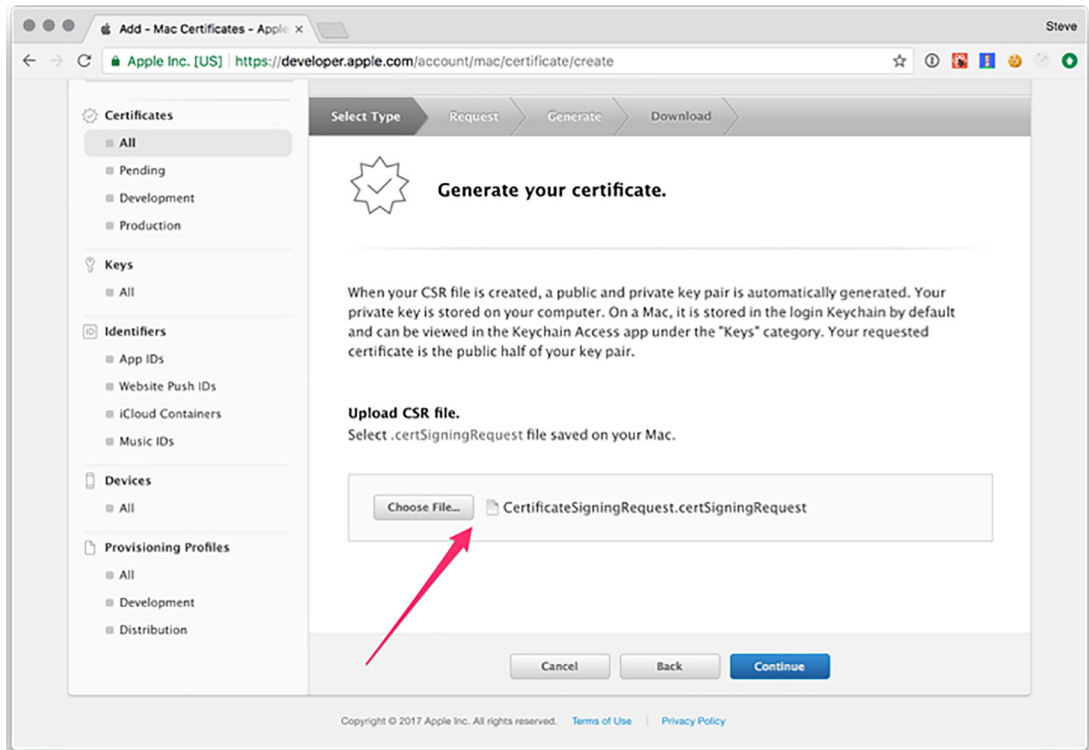 Add - Mac Certificates - Apple
Steve
Apple Inc. [US] https://developer.apple.com/account/mac/certificate/create
Certificates
All
Pending
Development
Production
Keys
All
Identifiers
App IDs
Website Push IDs
iCloud Containers
Music IDs
Devices
All
Provisioning Profiles
All
Development
Distribution
Select Type Request Generate Download
Generate your certificate.
When your CSR file is created, a public and private key pair is automatically generated. Your
private key is stored on your computer. On a Mac, it is stored in the login Keychain by default
and can be viewed in the Keychain Access app under the "Keys" category. Your requested
certificate is the public half of your key pair.
Upload CSR file.
Select .certSigningRequest file saved on your Mac.
Choose File... CertificateSigningRequest.certSigningRequest
Cancel Back Continue
Copyright © 2017 Apple Inc. All rights reserved. Terms of Use Privacy Policy